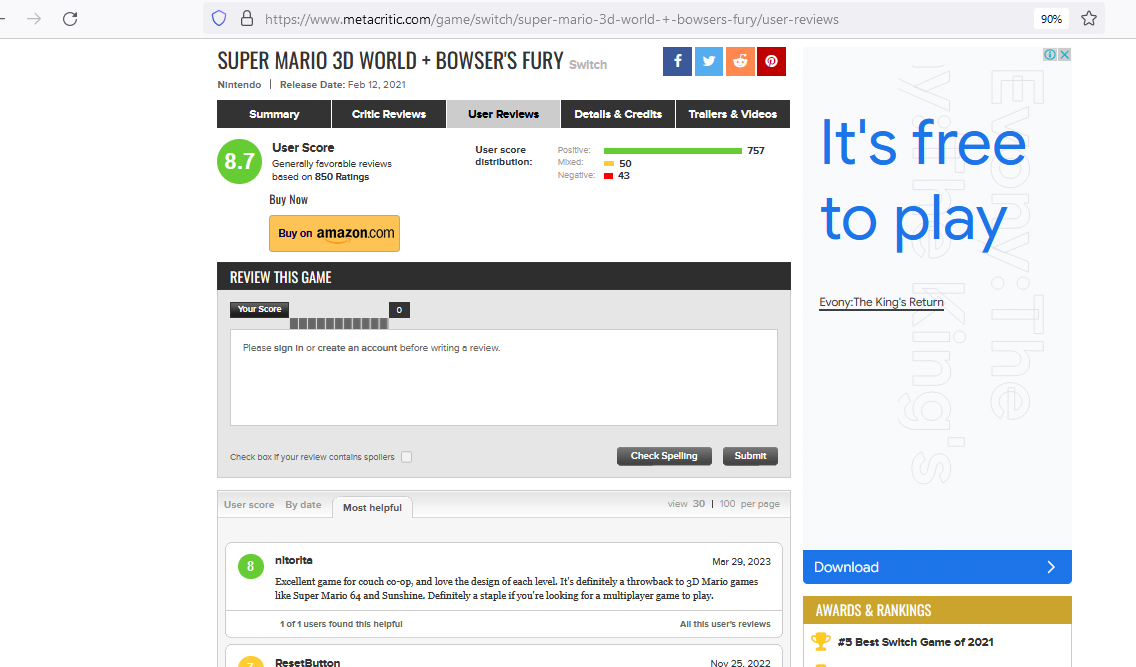 https://www.metacritic.com/game/switch/super-mario-3d-world-+-bowsers-fury/user-reviews
90%
SUPER MARIO 3D WORLD + BOWSER'S FURY Switch
Nintendo | Release Date: Feb 12, 2021
Summary
Critic Reviews
User Reviews
Details & Credits
Trailers & Videos
8.7
User Score
Generally favorable reviews
based on 850 Ratings
User score
distribution:
Positive: 757
Mixed: 50
Negative: 43
Buy Now
Buy on amazon.com
REVIEW THIS GAME
Your Score
0
Please sign in or create an account before writing a review.
Check box if your review contains spoilers
Check Spelling
Submit
User score
By date
Most helpful
view 30 | 100 per page
8
nitorita
Mar 29, 2023
Excellent game for couch co-op, and love the design of each level. It's definitely a throwback to 3D Mario games
like Super Mario 64 and Sunshine. Definitely a staple if you're looking for a multiplayer game to play.
1 of 1 users found this helpful
All this user's reviews
7
ResetButton
Nov 25, 2022
It's free
to play
Evony:The King's Return
Evony:The
y:The King's
Download
AWARDS & RANKINGS
#5 Best Switch Game of 2021